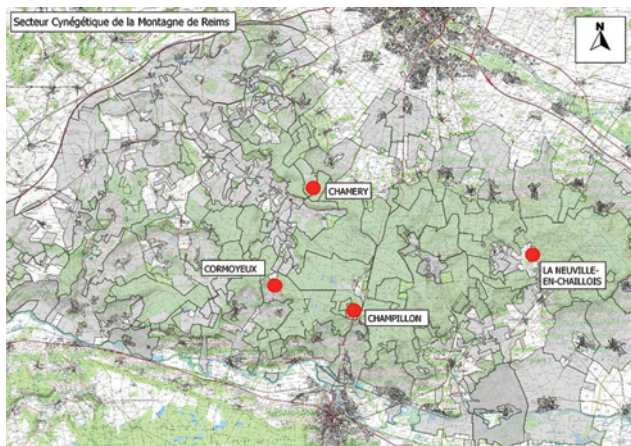 Secteur Cynégétique de la Montagne de Reims
N
CHAMERY
CORMOYEUX
LA NEUVILLE-
EN-CHAILLOIS
CHAMPILLON